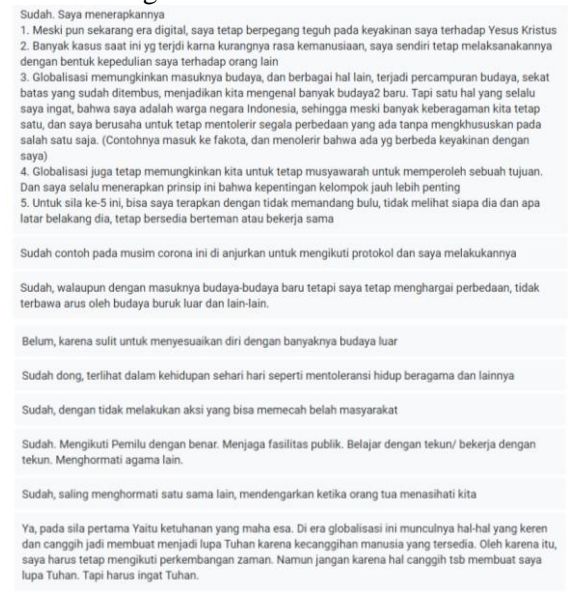 Sudah. Saya menerapkannya
1. Meski pun sekarang era digital, saya tetap berpegang teguh pada keyakinan saya terhadap Yesus Kristus
2. Banyak kasus saat ini yg terjdi karna kurangnya rasa kemanusiaan, saya sendiri tetap melaksanakannya
dengan bentuk kepedulian saya terhadap orang lain
3. Globalisasi memungkinkan masuknya budaya, dan berbagai hal lain, terjadi percampuran budaya, sekat
batas yang sudah ditembus, menjadikan kita mengenal banyak budaya2 baru. Tapi satu hal yang selalu
saya ingat, bahwa saya adalah warga negara Indonesia, sehingga meski banyak keberagaman kita tetap
satu, dan saya berusaha untuk tetap mentolerir segala perbedaan yang ada tanpa mengkhususkan pada
salah satu saja. (Contohnya masuk ke fakota, dan menolerir bahwa ada yg berbeda keyakinan dengan
saya)
4. Globalisasi juga tetap memungkinkan kita untuk tetap musyawarah untuk memperoleh sebuah tujuan.
Dan saya selalu menerapkan prinsip ini bahwa kepentingan kelompok jauh lebih penting
5. Untuk sila ke-5 ini, bisa saya terapkan dengan tidak memandang bulu, tidak melihat siapa dia dan apa
latar belakang dia, tetap bersedia berteman atau bekerja sama
Sudah contoh pada musim corona ini di anjurkan untuk mengikuti protokol dan saya melakukannya
Sudah, walaupun dengan masuknya budaya-budaya baru tetapi saya tetap menghargai perbedaan, tidak
terbawa arus oleh budaya buruk luar dan lain-lain.
Belum, karena sulit untuk menyesuaikan diri dengan banyaknya budaya luar
Sudah dong, terlihat dalam kehidupan sehari hari seperti mentoleransi hidup beragama dan lainnya
Sudah, dengan tidak melakukan aksi yang bisa memecah belah masyarakat
Sudah. Mengikuti Pemilu dengan benar. Menjaga fasilitas publik. Belajar dengan tekun/ bekerja dengan
tekun. Menghormati agama lain.
Sudah, saling menghormati satu sama lain, mendengarkan ketika orang tua menasihati kita
Ya, pada sila pertama Yaitu ketuhanan yang maha esa. Di era globalisasi ini munculnya hal-hal yang keren
dan canggih jadi membuat menjadi lupa Tuhan karena kecanggihan manusia yang tersedia. Oleh karena itu,
saya harus tetap mengikuti perkembangan zaman. Namun jangan karena hal canggih tsb membuat saya
lupa Tuhan. Tapi harus ingat Tuhan.